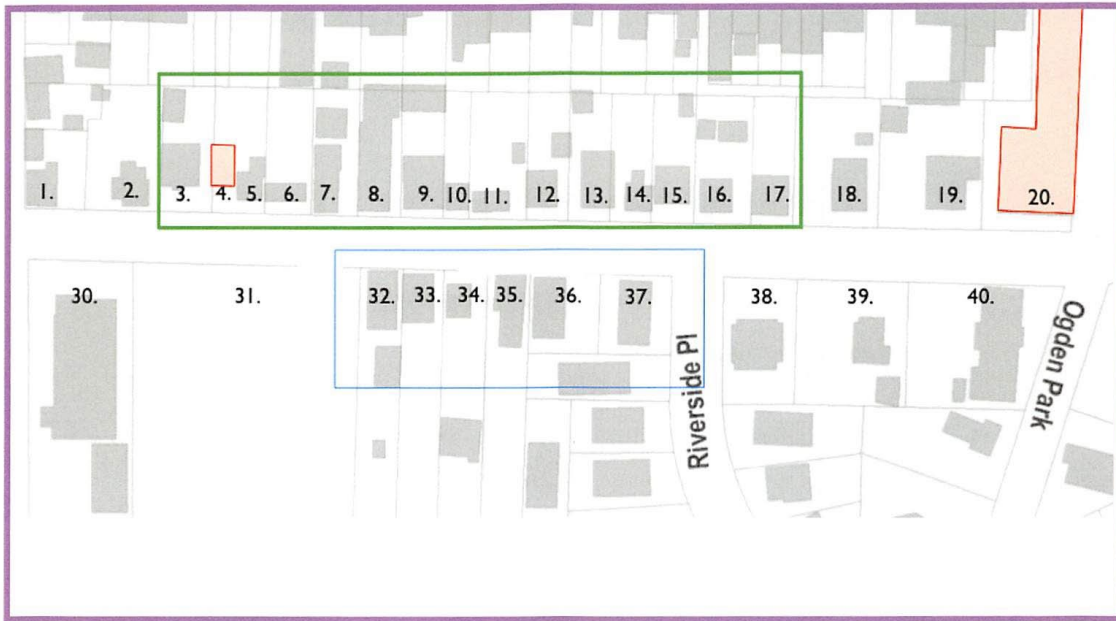 1. 2. 3. 4. 5. 6. 7. 8. 9. 10. 11. 12. 13. 14. 15. 16. 17. 18. 19. 20.
30. 31. 32. 33. 34. 35. 36. 37. 38. 39. 40.
Riverside Pl
Ogden Park